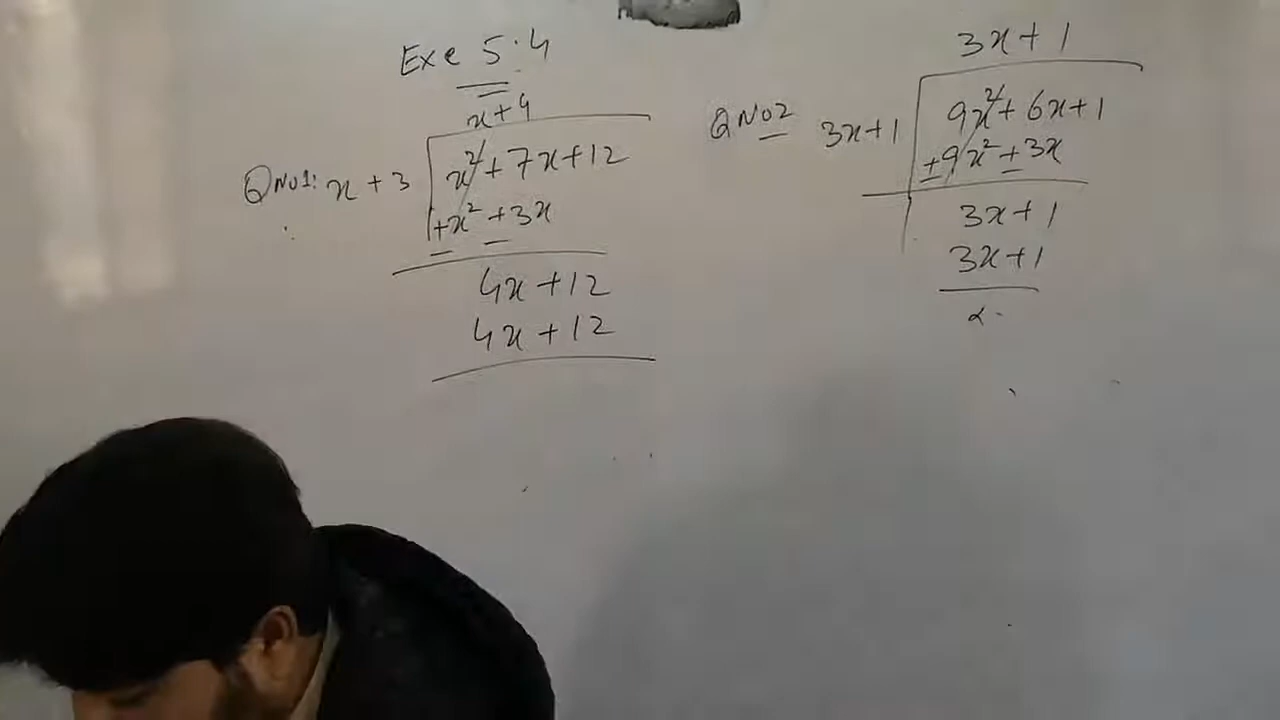 Exe 5.4
x+4
QNo1: x+3 x²+7x+12
+x²+3x
4x+12
4x+12
3x+1
QNo2 3x+1 9x²+6x+1
±9x²±3x
3x+1
3x+1